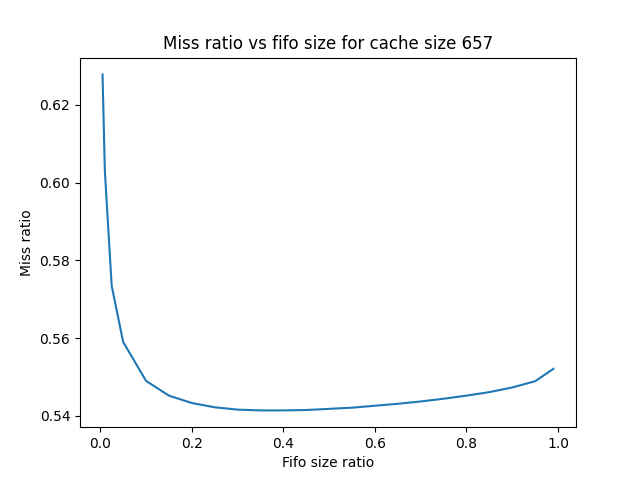 Miss ratio vs fifo size for cache size 657
0.62
0.60
0.58
0.56
0.54
Miss ratio
0.0 0.2 0.4 0.6 0.8 1.0
Fifo size ratio